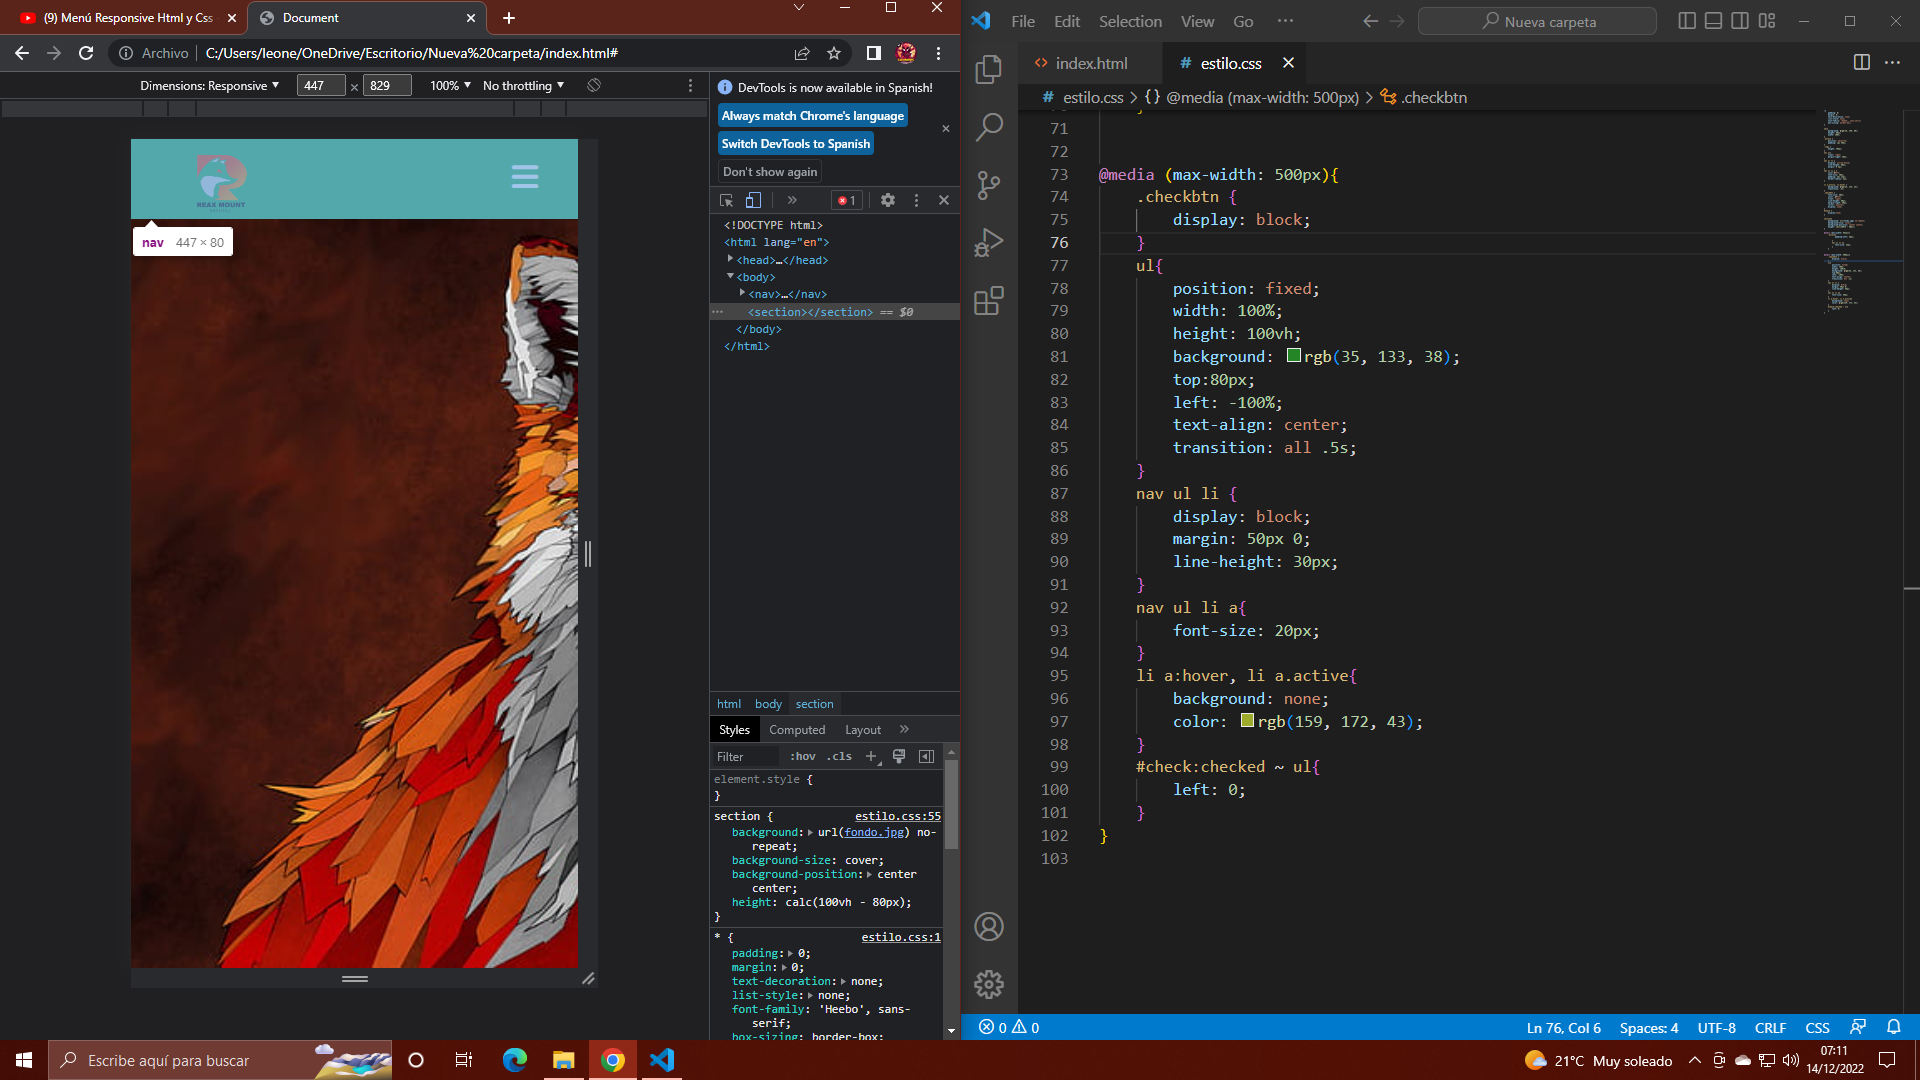 (9) Menú Responsive Html y Css
Document
Archivo
C:/Users/leone/OneDrive/Escritorio/Nueva%20carpeta/index.html#
Dimensions: Responsive
447
×
829
100%
No throttling
REAX MOUNT
nav 447 × 80
DevTools is now available in Spanish!
Always match Chrome's language
Switch DevTools to Spanish
Don't show again
1
<!DOCTYPE html>
<html lang="en">
<head>…</head>
<body>
<nav>…</nav>
<section></section> == $0
</body>
</html>
html body section
Styles Computed Layout
Filter :hov .cls
element.style {
}
section { estilo.css:55
background: url(fondo.jpg) no-
repeat;
background-size: cover;
background-position: center
center;
height: calc(100vh - 80px);
}
* { estilo.css:1
padding: 0;
margin: 0;
text-decoration: none;
list-style: none;
font-family: 'Heebo', sans-
serif;
box-sizing: border-box;
File Edit Selection View Go ···
Nueva carpeta
index.html
# estilo.css
# estilo.css > {} @media (max-width: 500px) > .checkbtn
71
72
73 @media (max-width: 500px){
74 .checkbtn {
75 display: block;
76 }
77 ul{
78 position: fixed;
79 width: 100%;
80 height: 100vh;
81 background: rgb(35, 133, 38);
82 top:80px;
83 left: -100%;
84 text-align: center;
85 transition: all .5s;
86 }
87 nav ul li {
88 display: block;
89 margin: 50px 0;
90 line-height: 30px;
91 }
92 nav ul li a{
93 font-size: 20px;
94 }
95 li a:hover, li a.active{
96 background: none;
97 color: rgb(159, 172, 43);
98 }
99 #check:checked ~ ul{
100 left: 0;
101 }
102 }
103
0 0
Ln 76, Col 6 Spaces: 4 UTF-8 CRLF CSS
Escribe aquí para buscar
21°C Muy soleado
07:11
14/12/2022